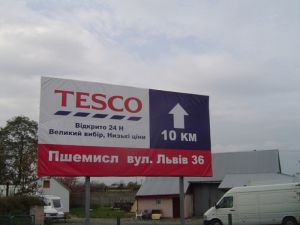 TESCO
Відкрито 24 Н
Великий вибір, Низькі ціни
10 KM
Пшемисл вул. Львів 36